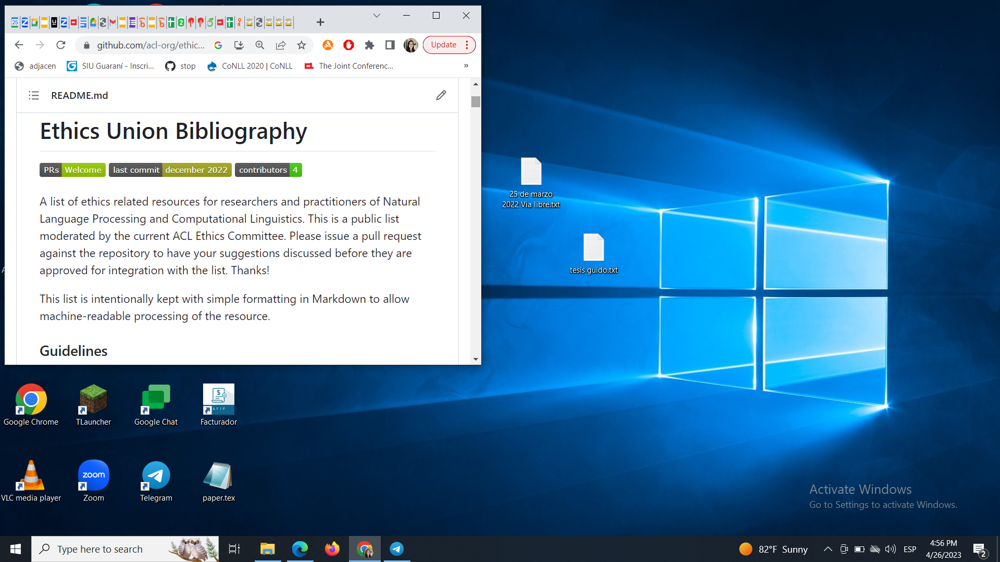 github.com/acl-org/ethic...
Update
adjacen
SIU Guaraní - Inscri...
stop
CoNLL 2020 | CoNLL
The Joint Conferenc...
»
README.md
Ethics Union Bibliography
PRs Welcome last commit december 2022 contributors 4
A list of ethics related resources for researchers and practitioners of Natural
Language Processing and Computational Linguistics. This is a public list
moderated by the current ACL Ethics Committee. Please issue a pull request
against the repository to have your suggestions discussed before they are
approved for integration with the list. Thanks!
This list is intentionally kept with simple formatting in Markdown to allow
machine-readable processing of the resource.
Guidelines
25 de marzo
2022 Via libre.txt
tesis guido.txt
Google Chrome
TLauncher
Google Chat
AFIP
Facturador
VLC media player
zoom
Zoom
Telegram
paper.tex
Activate Windows
Go to Settings to activate Windows.
Type here to search
82°F Sunny
ESP
4:56 PM
4/26/2023
2